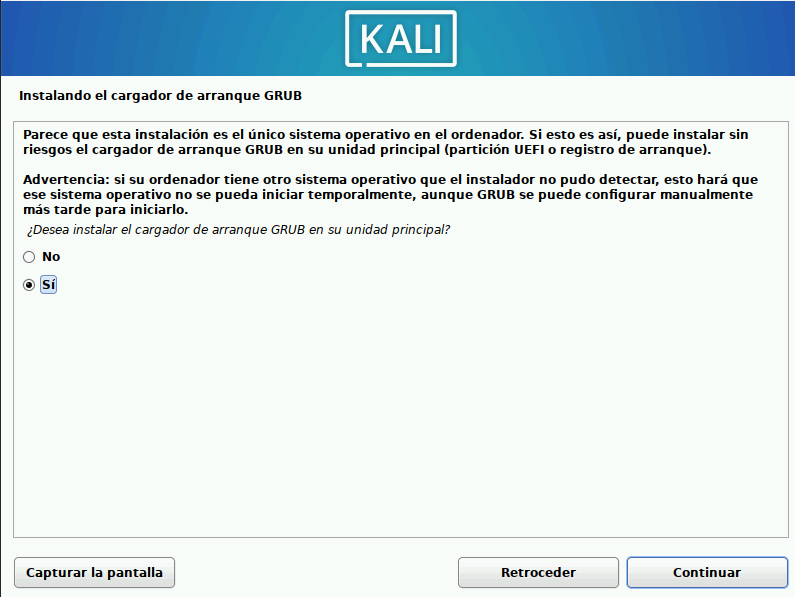 KALI
Instalando el cargador de arranque GRUB
Parece que esta instalación es el único sistema operativo en el ordenador. Si esto es así, puede instalar sin
riesgos el cargador de arranque GRUB en su unidad principal (partición UEFI o registro de arranque).
Advertencia: si su ordenador tiene otro sistema operativo que el instalador no pudo detectar, esto hará que
ese sistema operativo no se pueda iniciar temporalmente, aunque GRUB se puede configurar manualmente
más tarde para iniciarlo.
¿Desea instalar el cargador de arranque GRUB en su unidad principal?
No
Sí
Capturar la pantalla
Retroceder
Continuar